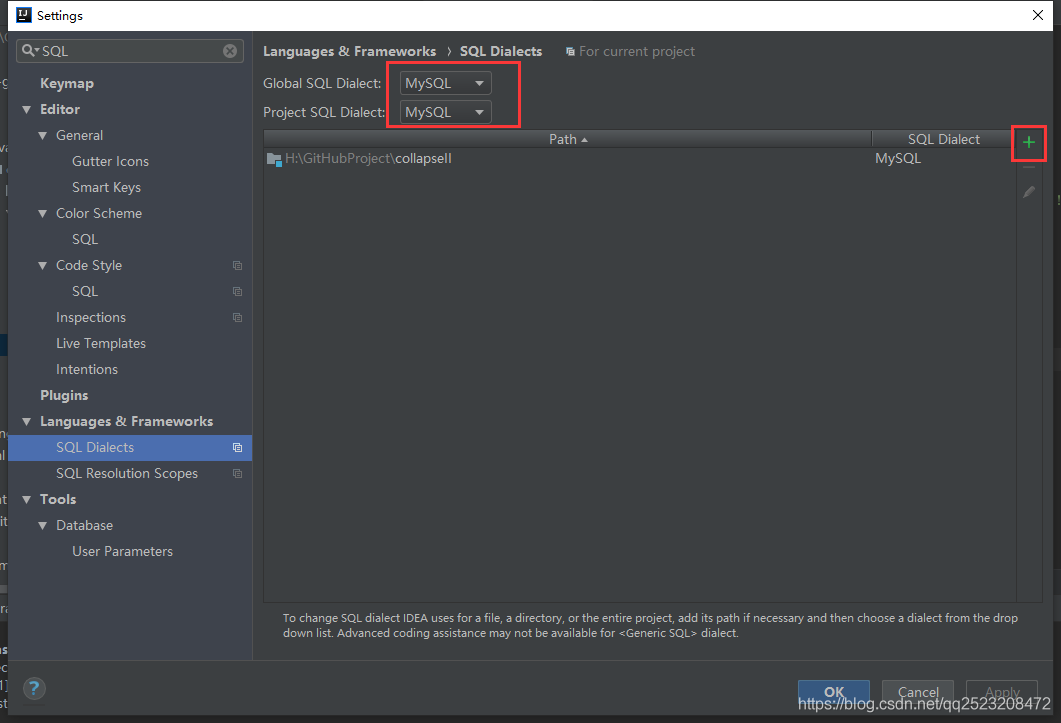 Settings
SQL
Languages & Frameworks › SQL Dialects For current project
Keymap
Global SQL Dialect: MySQL
Editor
Project SQL Dialect: MySQL
General
Path SQL Dialect
Gutter Icons
H:\GitHubProject\collapsell MySQL
Smart Keys
Color Scheme
SQL
Code Style
SQL
Inspections
Live Templates
Intentions
Plugins
Languages & Frameworks
SQL Dialects
SQL Resolution Scopes
Tools
Database
User Parameters
To change SQL dialect IDEA uses for a file, a directory, or the entire project, add its path if necessary and then choose a dialect from the drop
down list. Advanced coding assistance may not be available for <Generic SQL> dialect.
?
OK Cancel Apply
https://blog.csdn.net/qq2523208472